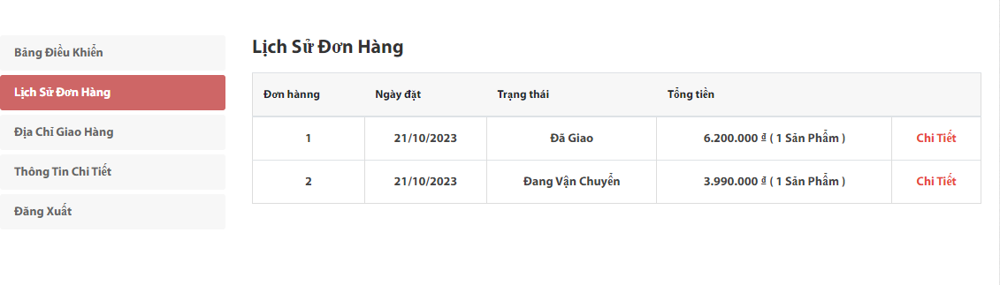 Bảng Điều Khiển
Lịch Sử Đơn Hàng
Địa Chỉ Giao Hàng
Thông Tin Chi Tiết
Đăng Xuất
Lịch Sử Đơn Hàng
Đơn hànng Ngày đặt Trạng thái Tổng tiền
1 21/10/2023 Đã Giao 6.200.000 ₫ ( 1 Sản Phẩm ) Chi Tiết
2 21/10/2023 Đang Vận Chuyển 3.990.000 ₫ ( 1 Sản Phẩm ) Chi Tiết